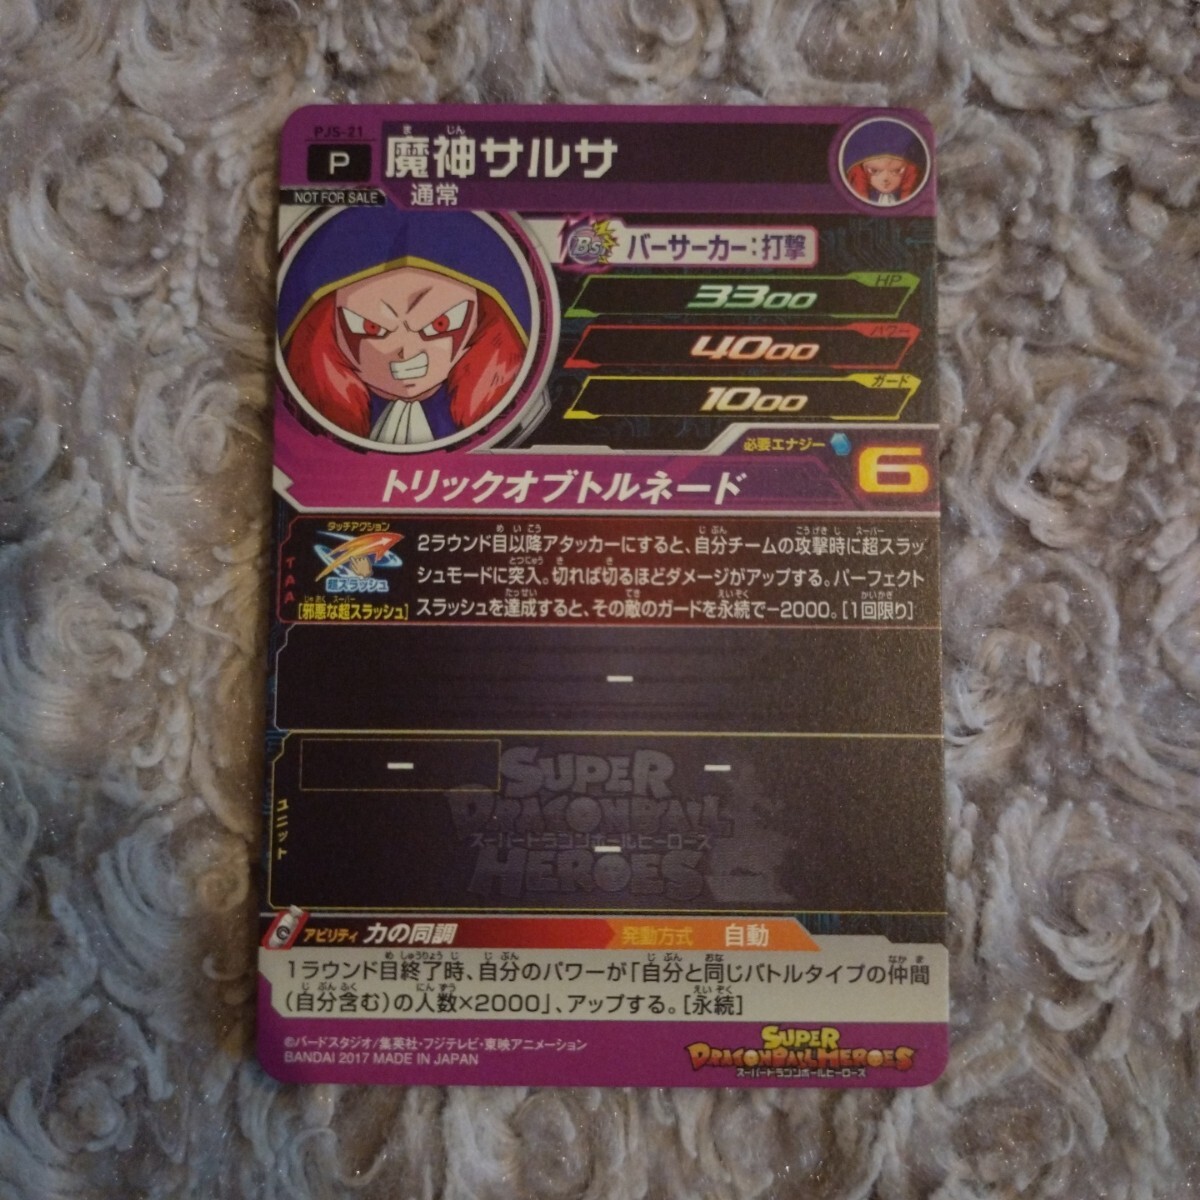 PJS-21
P
魔神サルサ
まじん
NOT FOR SALE
通常
BS
バーサーカー:打撃
HP
3300
パワー
4000
ガード
1000
必要エナジー
6
トリックオブトルネード
TAA
タッチアクション
超スラッシュ
[邪悪な超スラッシュ]
2ラウンド目以降アタッカーにすると、自分チームの攻撃時に超スラッ
シュモードに突入。切れば切るほどダメージがアップする。パーフェクト
スラッシュを達成すると、その敵のガードを永続で−2000。[1回限り]
ー
ユニット
ー
ー
ー
SUPER
DRAGONBALL
スーパードラゴンボールヒーローズ
HEROES
アビリティ 力の同調
発動方式 自動
1ラウンド目終了時、自分のパワーが「自分と同じバトルタイプの仲間
(自分含む)の人数×2000」、アップする。[永続]
©バードスタジオ/集英社・フジテレビ・東映アニメーション
BANDAI 2017 MADE IN JAPAN
SUPER
DRAGONBALL HEROES
スーパードラゴンボールヒーローズ